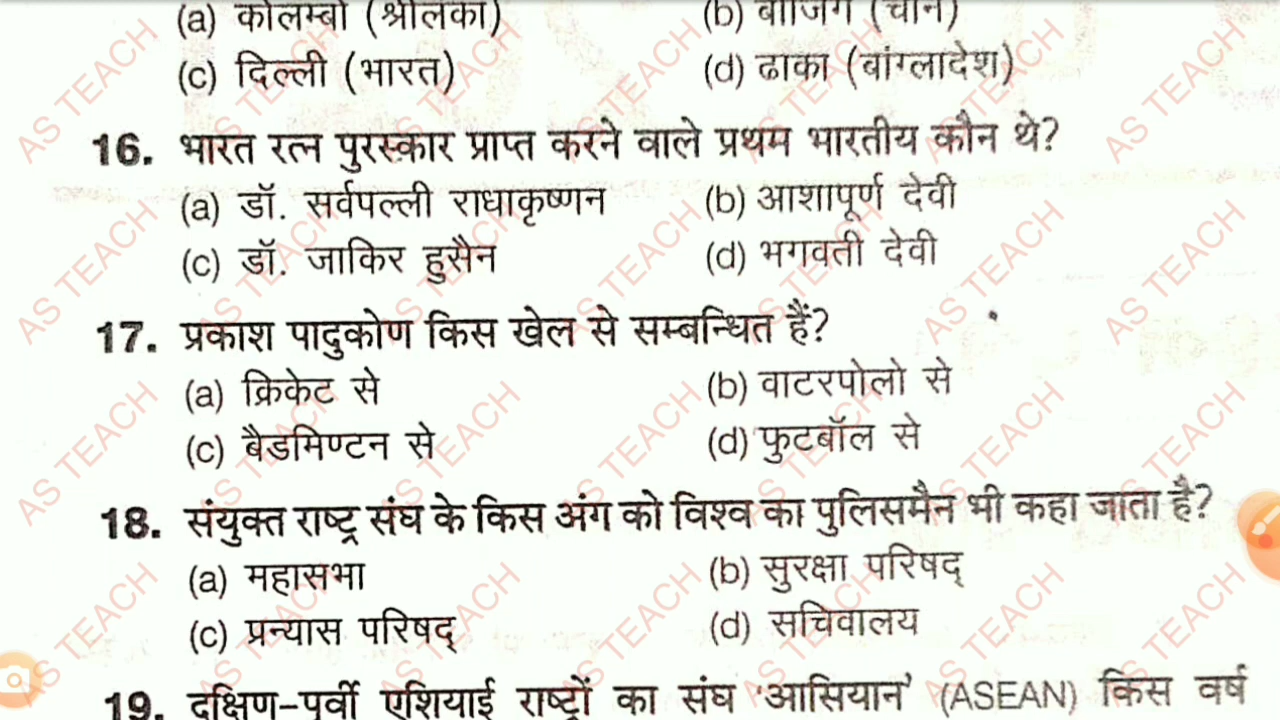 (a) कोलम्बो (श्रीलंका) (b) बीजिंग (चीन)
(c) दिल्ली (भारत) (d) ढाका (बांग्लादेश)
16. भारत रत्न पुरस्कार प्राप्त करने वाले प्रथम भारतीय कौन थे?
(a) डॉ. सर्वपल्ली राधाकृष्णन (b) आशापूर्ण देवी
(c) डॉ. जाकिर हुसैन (d) भगवती देवी
17. प्रकाश पादुकोण किस खेल से सम्बन्धित हैं?
(a) क्रिकेट से (b) वाटरपोलो से
(c) बैडमिण्टन से (d) फुटबॉल से
18. संयुक्त राष्ट्र संघ के किस अंग को विश्व का पुलिसमैन भी कहा जाता है?
(a) महासभा (b) सुरक्षा परिषद्
(c) प्रन्यास परिषद् (d) सचिवालय
19. दक्षिण-पूर्वी एशियाई राष्ट्रों का संघ 'आसियान' (ASEAN) किस वर्ष
AS TEACH